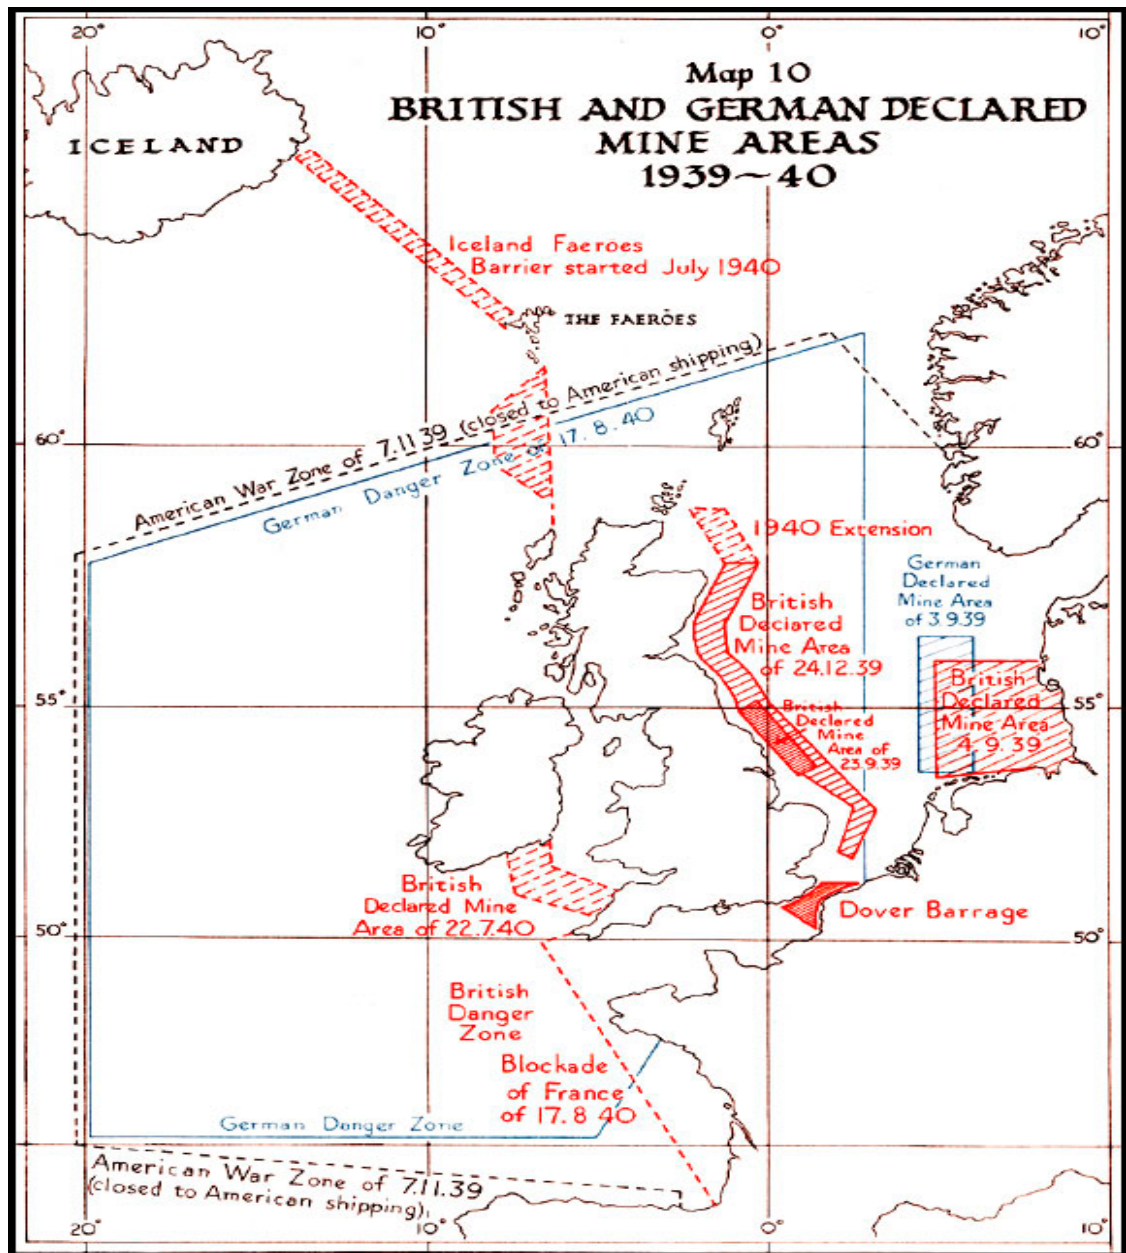 20°
10°
0°
10°
Map 10
BRITISH AND GERMAN DECLARED
MINE AREAS
1939~40
ICELAND
Iceland Faeroes
Barrier started July 1940
THE FAERÖES
American War Zone of 7.11.39 (closed to American shipping)
German Danger Zone of 17.8.40
60°
60°
1940 Extension
German
Declared
Mine Area
of 3.9.39
British
Declared
Mine Area
of 24.12.39
British
Declared
Mine Area
4.9.39
55°
55°
British
Declared
Mine
Area of
23.9.39
British
Declared Mine
Area of 22.7.40
Dover Barrage
50°
50°
British
Danger
Zone
Blockade
of France
of 17.8 40
German Danger Zone
American War Zone of 7.11.39
(closed to American shipping).
20°
10°
0°
10°